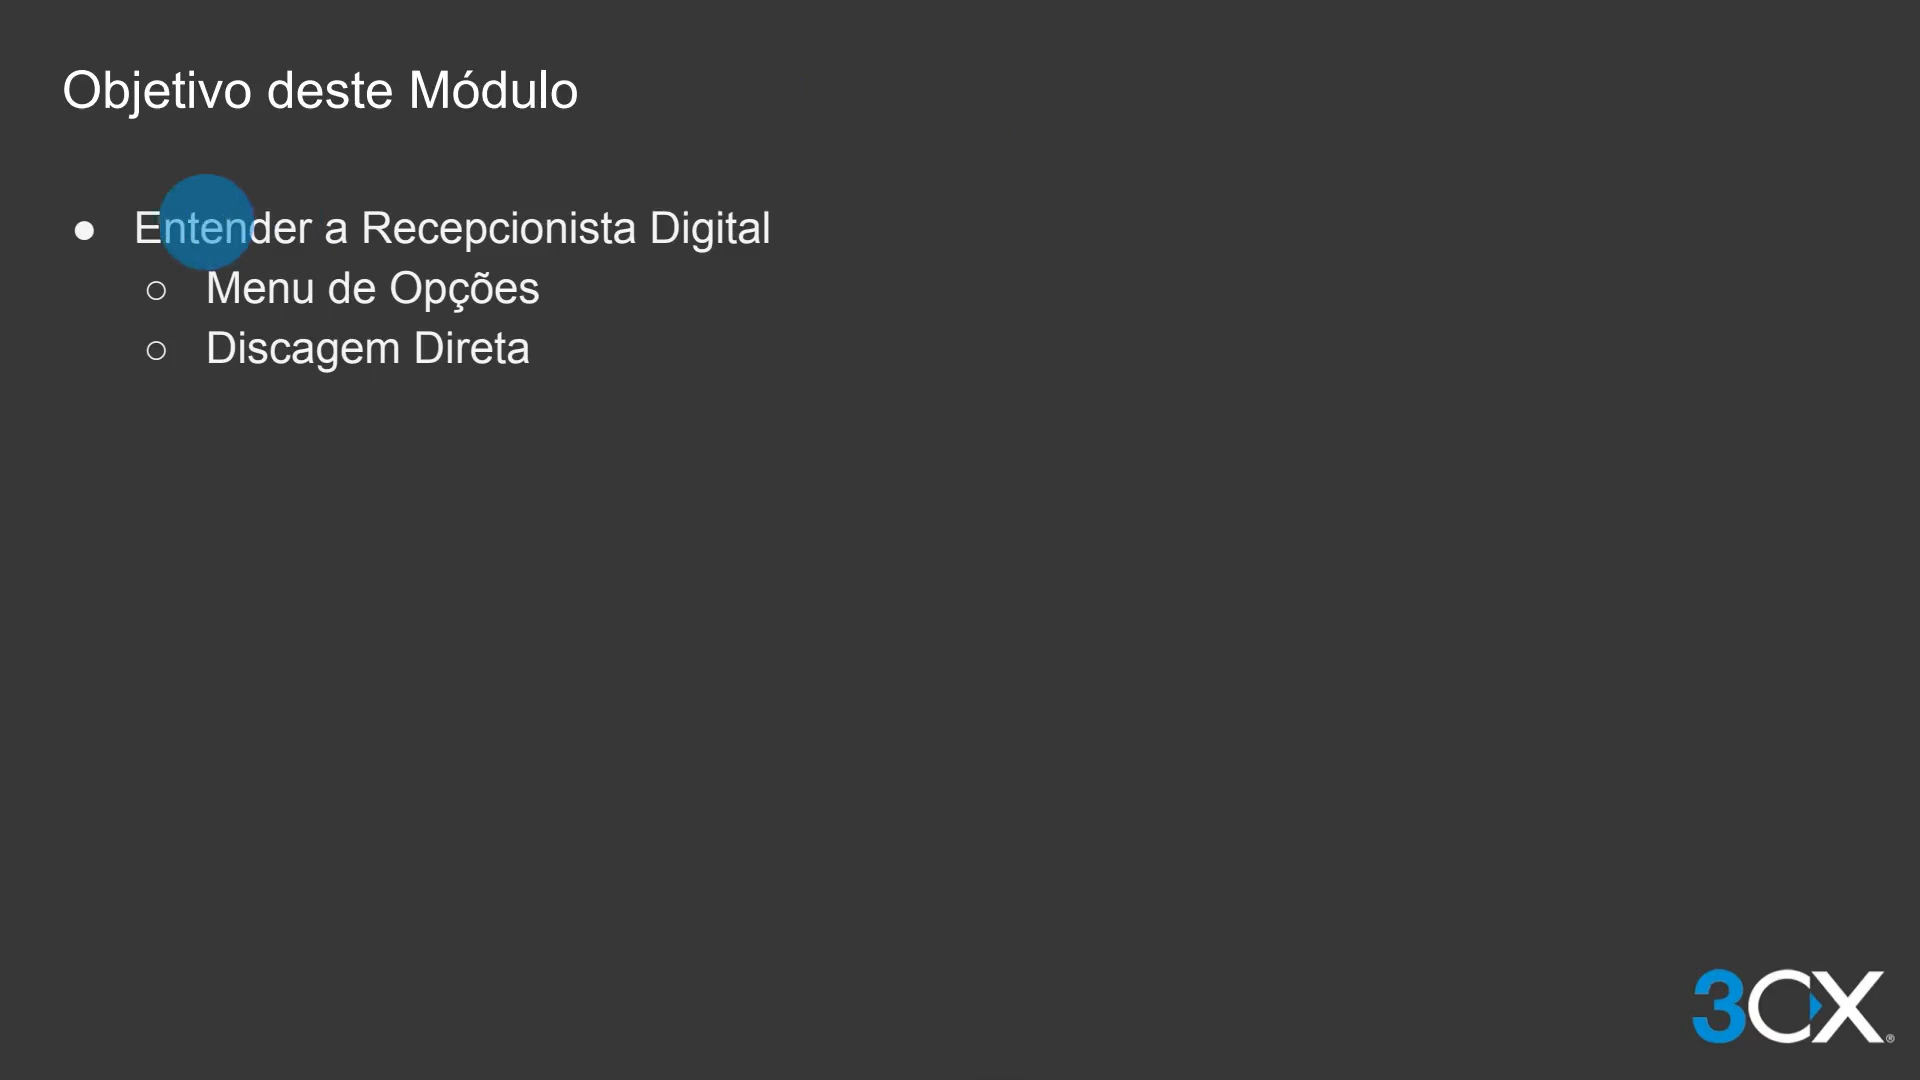 Objetivo deste Módulo
● Entender a Recepcionista Digital
○ Menu de Opções
○ Discagem Direta
3CX®